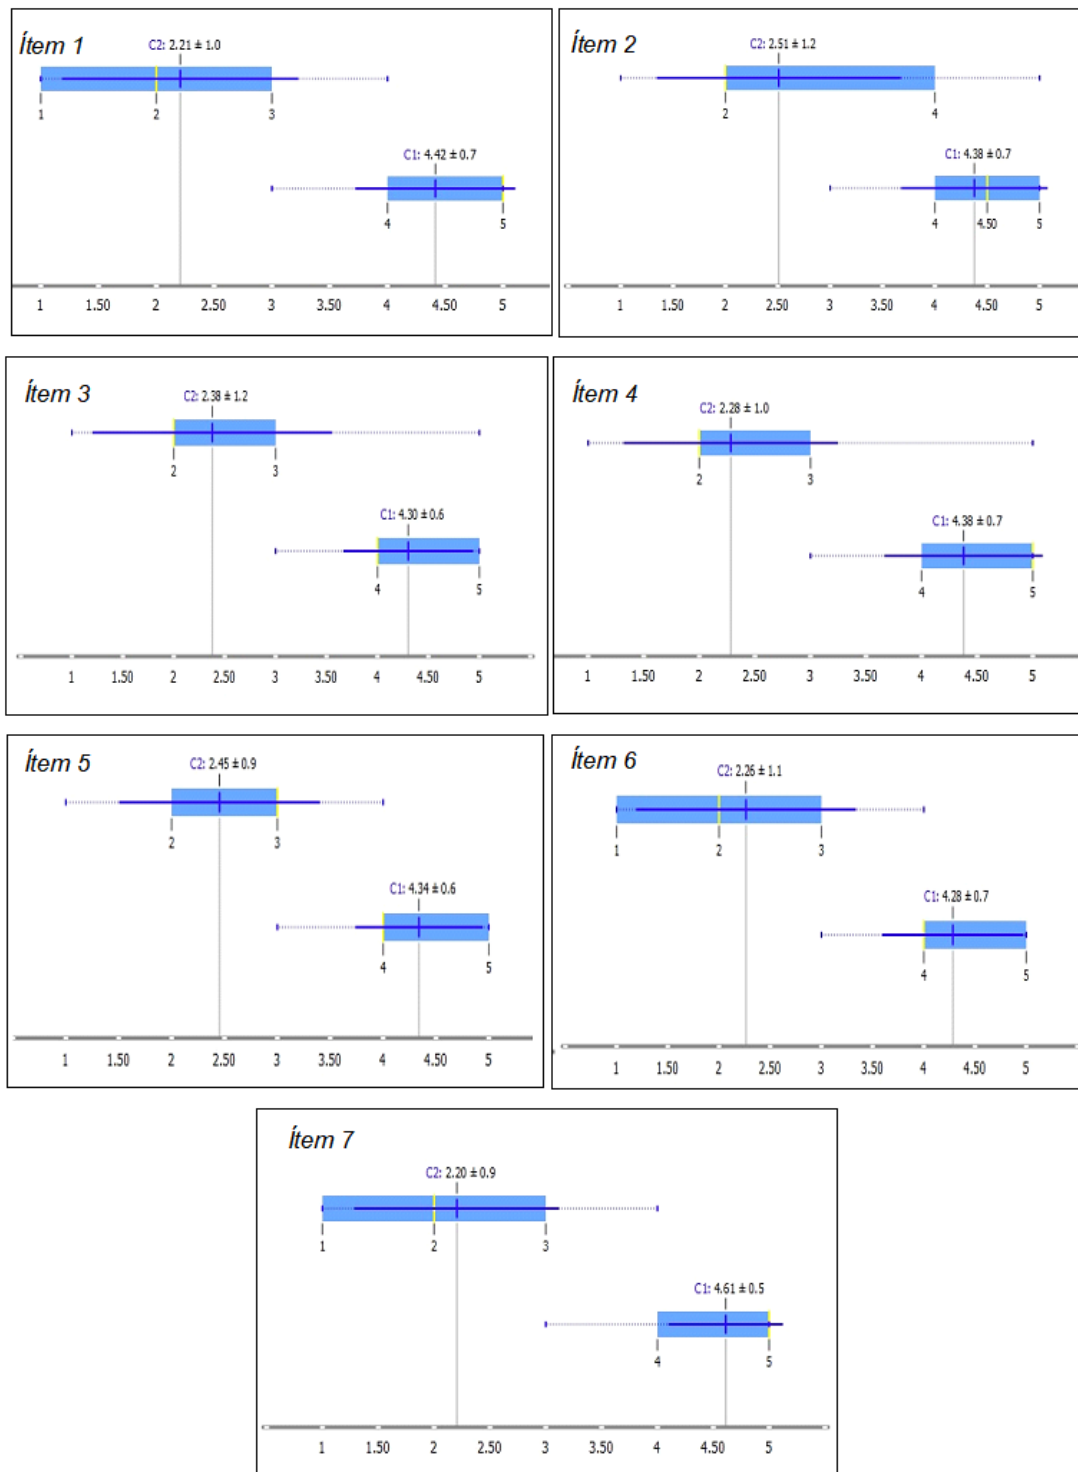 Ítem 1
C2: 2.21 ± 1.0
1 2 3
C1: 4.42 ± 0.7
4 5
1 1.50 2 2.50 3 3.50 4 4.50 5
Ítem 2
C2: 2.51 ± 1.2
2 4
C1: 4.38 ± 0.7
4 4.50 5
1 1.50 2 2.50 3 3.50 4 4.50 5
Ítem 3
C2: 2.38 ± 1.2
2 3
C1: 4.30 ± 0.6
4 5
1 1.50 2 2.50 3 3.50 4 4.50 5
Ítem 4
C2: 2.28 ± 1.0
2 3
C1: 4.38 ± 0.7
4 5
1 1.50 2 2.50 3 3.50 4 4.50 5
Ítem 5
C2: 2.45 ± 0.9
2 3
C1: 4.34 ± 0.6
4 5
1 1.50 2 2.50 3 3.50 4 4.50 5
Ítem 6
C2: 2.26 ± 1.1
1 2 3
C1: 4.28 ± 0.7
4 5
1 1.50 2 2.50 3 3.50 4 4.50 5
Ítem 7
C2: 2.20 ± 0.9
1 2 3
C1: 4.61 ± 0.5
4 5
1 1.50 2 2.50 3 3.50 4 4.50 5